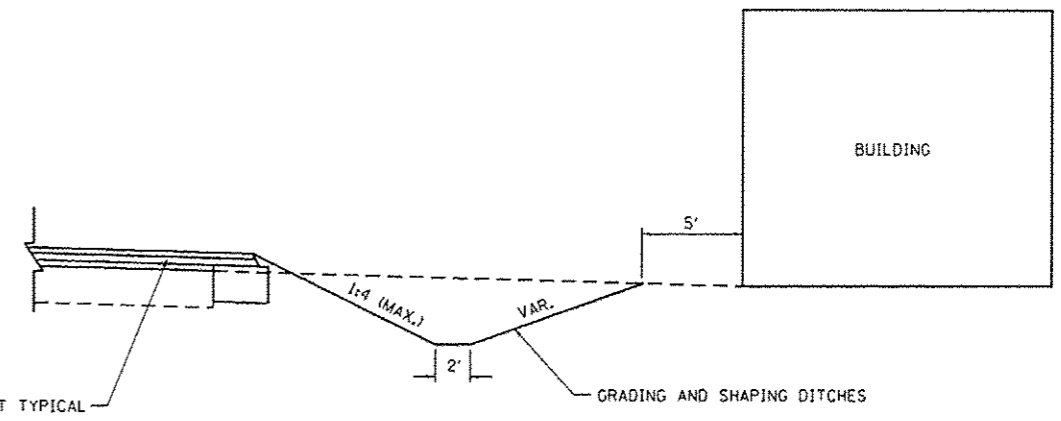 BUILDING
5'
1:4 (MAX.)
VAR.
2'
T TYPICAL
GRADING AND SHAPING DITCHES